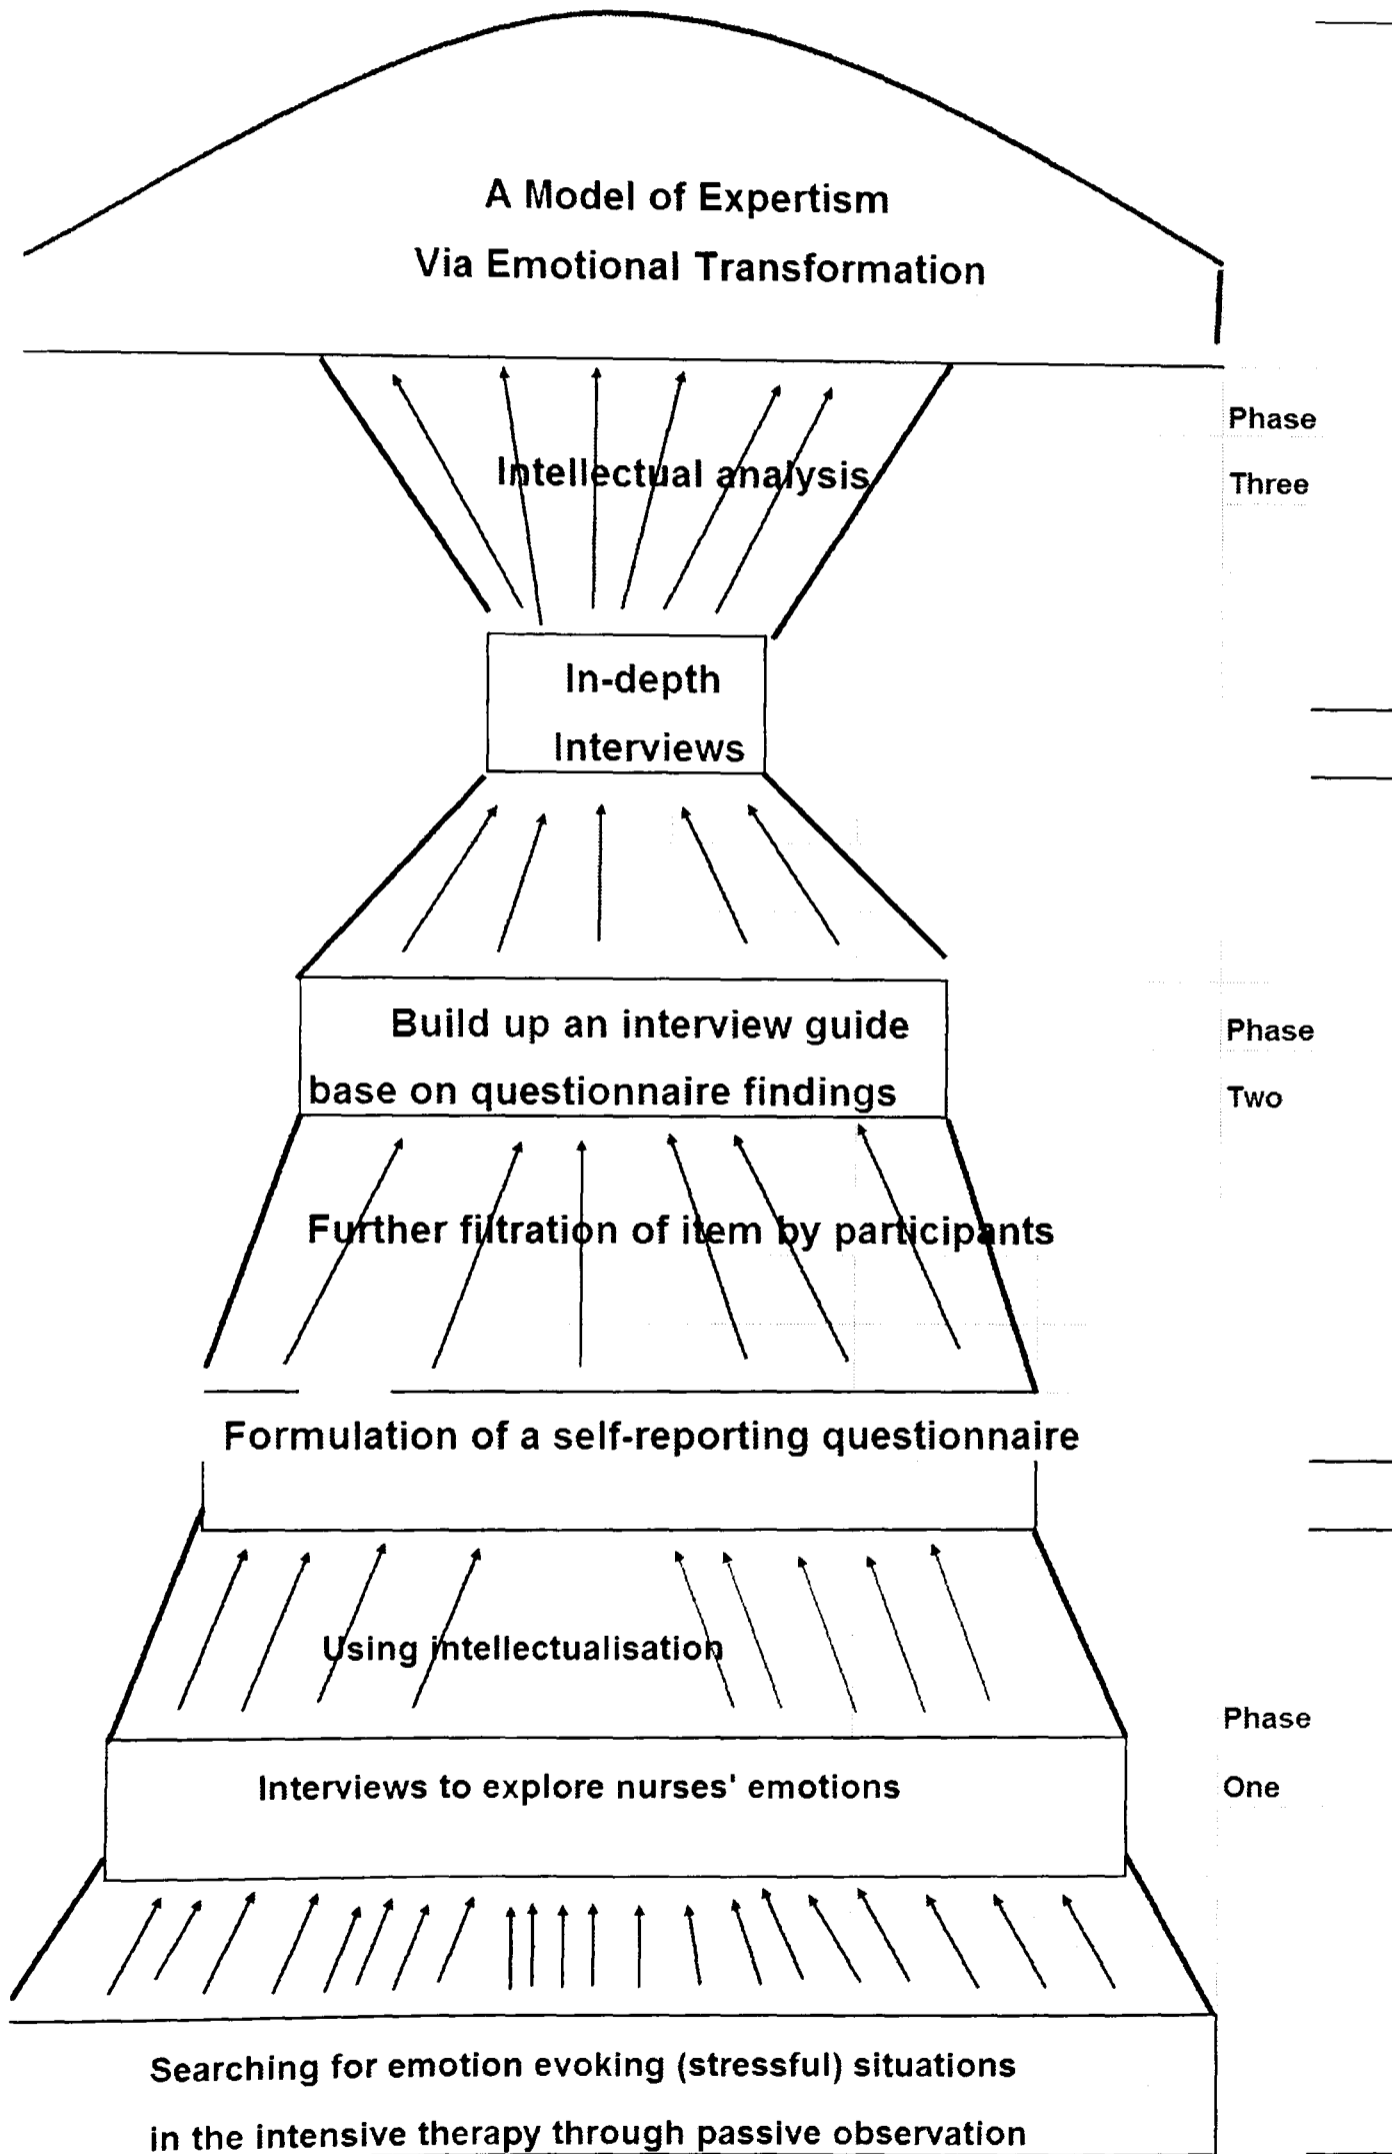 A Model of Expertism
Via Emotional Transformation
Phase
Intellectual analysis
Three
In-depth
Interviews
Build up an interview guide
Phase
base on questionnaire findings
Two
Further filtration of item by participants
Formulation of a self-reporting questionnaire
Using intellectualisation
Phase
Interviews to explore nurses' emotions
One
Searching for emotion evoking (stressful) situations
in the intensive therapy through passive observation